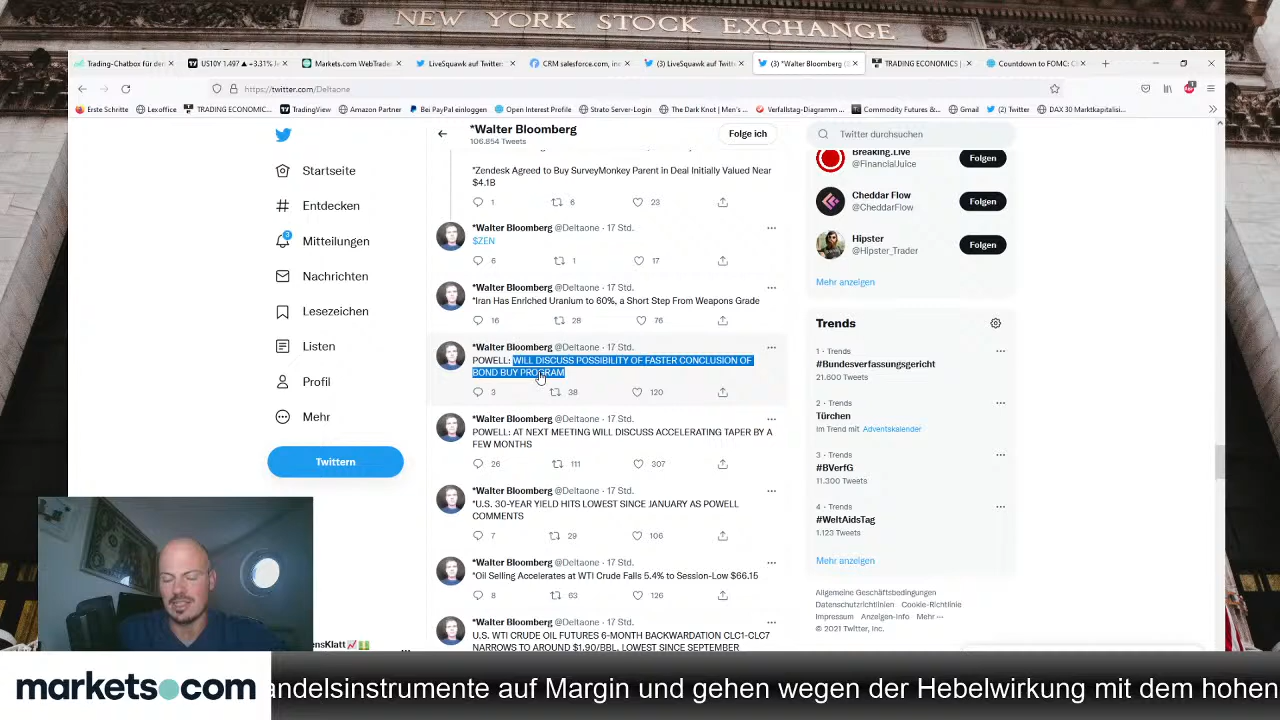 NEW YORK STOCK EXCHANGE
Trading-Chatbox für den
US10Y 1.497 ▲ +3.31%
Markets.com WebTrader
LiveSquawk auf Twitter:
CRM salesforce.com, inc
(3) LiveSquawk auf Twitt
(3) *Walter Bloomberg (
TRADING ECONOMICS |
Countdown to FOMC: C
https://twitter.com/Deltaone
Erste Schritte
Lexoffice
TRADING ECONOMIC...
TradingView
Amazon Partner
Bei PayPal einloggen
Open Interest Profile
Strato Server-Login
The Dark Knot | Men's ...
Verfallstag-Diagramm ...
Commodity Futures &...
Gmail
(2) Twitter
DAX 30 Marktkapitalisi...
Startseite
Entdecken
3
Mitteilungen
Nachrichten
Lesezeichen
Listen
Profil
Mehr
Twittern
*Walter Bloomberg
106.854 Tweets
Folge ich
*Zendesk Agreed to Buy SurveyMonkey Parent in Deal Initially Valued Near
$4.1B
1 6 23
*Walter Bloomberg @Deltaone · 17 Std.
$ZEN
6 1 17
*Walter Bloomberg @Deltaone · 17 Std.
*Iran Has Enriched Uranium to 60%, a Short Step From Weapons Grade
16 28 76
*Walter Bloomberg @Deltaone · 17 Std.
POWELL: WILL DISCUSS POSSIBILITY OF FASTER CONCLUSION OF
BOND BUY PROGRAM
3 38 120
*Walter Bloomberg @Deltaone · 17 Std.
POWELL: AT NEXT MEETING WILL DISCUSS ACCELERATING TAPER BY A
FEW MONTHS
26 111 307
*Walter Bloomberg @Deltaone · 17 Std.
*U.S. 30-YEAR YIELD HITS LOWEST SINCE JANUARY AS POWELL
COMMENTS
7 29 106
*Walter Bloomberg @Deltaone · 17 Std.
*Oil Selling Accelerates at WTI Crude Falls 5.4% to Session-Low $66.15
8 63 126
*Walter Bloomberg @Deltaone · 17 Std.
U.S. WTI CRUDE OIL FUTURES 6-MONTH BACKWARDATION CLC1-CLC7
NARROWS TO AROUND $1.90/BBL, LOWEST SINCE SEPTEMBER
Twitter durchsuchen
Breaking.Live
@FinancialJuice
Folgen
Cheddar Flow
@CheddarFlow
Folgen
Hipster
@Hipster_Trader
Folgen
Mehr anzeigen
Trends
1 · Trends
#Bundesverfassungsgericht
21.600 Tweets
2 · Trends
Türchen
Im Trend mit Adventskalender
3 · Trends
#BVerfG
11.300 Tweets
4 · Trends
#WeltAidsTag
1.123 Tweets
Mehr anzeigen
Allgemeine Geschäftsbedingungen
Datenschutzrichtlinien Cookie-Richtlinie
Impressum Anzeigen-Info Mehr ···
© 2021 Twitter, Inc.
ensKlatt
markets.com
andelsinstrumente auf Margin und gehen wegen der Hebelwirkung mit dem hohen